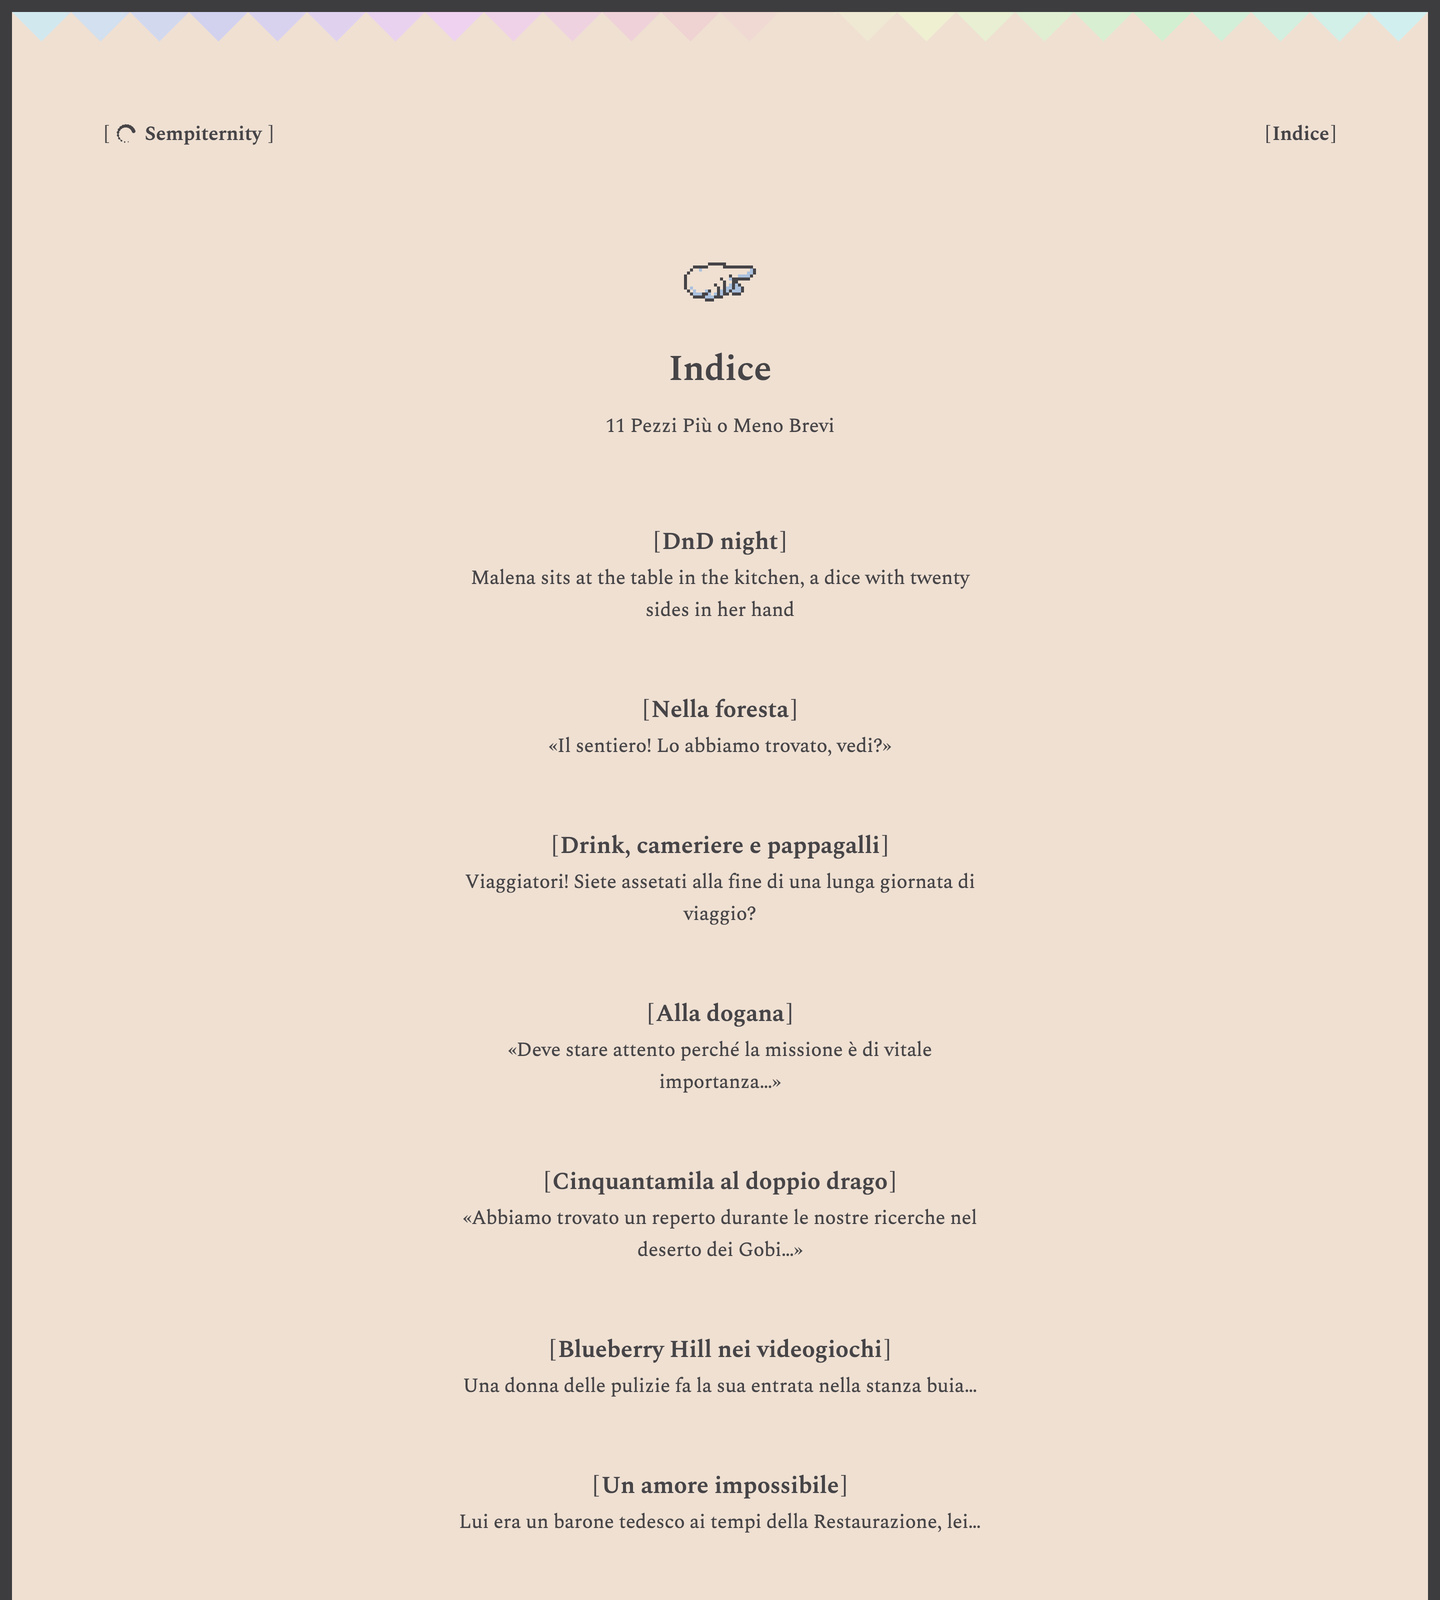 [ Sempiternity ]
[Indice]
Indice
11 Pezzi Più o Meno Brevi
[DnD night]
Malena sits at the table in the kitchen, a dice with twenty
sides in her hand
[Nella foresta]
«Il sentiero! Lo abbiamo trovato, vedi?»
[Drink, cameriere e pappagalli]
Viaggiatori! Siete assetati alla fine di una lunga giornata di
viaggio?
[Alla dogana]
«Deve stare attento perché la missione è di vitale
importanza…»
[Cinquantamila al doppio drago]
«Abbiamo trovato un reperto durante le nostre ricerche nel
deserto dei Gobi…»
[Blueberry Hill nei videogiochi]
Una donna delle pulizie fa la sua entrata nella stanza buia…
[Un amore impossibile]
Lui era un barone tedesco ai tempi della Restaurazione, lei…